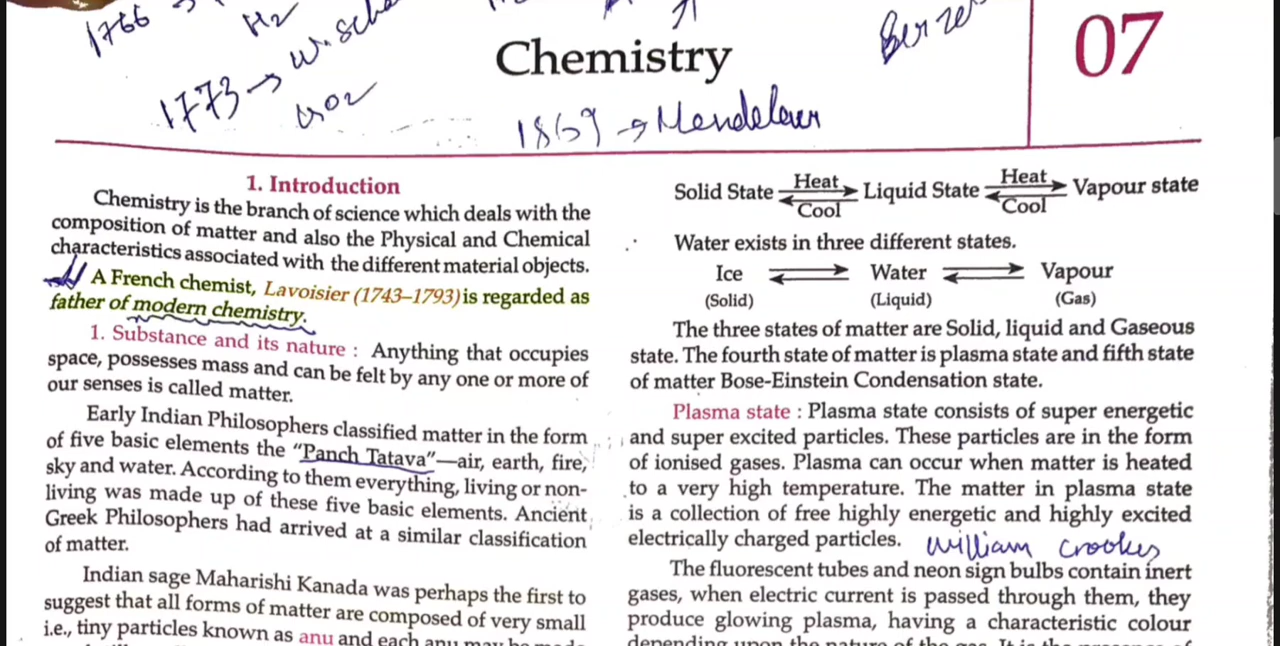 1766 →
H2
1773 → W. Sche
Berze
Chemistry
07
1869 → Mendeleev
1. Introduction
Chemistry is the branch of science which deals with the
composition of matter and also the Physical and Chemical
characteristics associated with the different material objects.
A French chemist, Lavoisier (1743–1793) is regarded as
father of modern chemistry.
1. Substance and its nature : Anything that occupies
space, possesses mass and can be felt by any one or more of
our senses is called matter.
Early Indian Philosophers classified matter in the form
of five basic elements the “Panch Tatava”—air, earth, fire,
sky and water. According to them everything, living or non-
living was made up of these five basic elements. Ancient
Greek Philosophers had arrived at a similar classification
of matter.
Indian sage Maharishi Kanada was perhaps the first to
suggest that all forms of matter are composed of very small
i.e., tiny particles known as anu and each anu may be made
Solid State Heat Cool Liquid State Heat Cool Vapour state
Water exists in three different states.
Ice Water Vapour
(Solid) (Liquid) (Gas)
The three states of matter are Solid, liquid and Gaseous
state. The fourth state of matter is plasma state and fifth state
of matter Bose-Einstein Condensation state.
Plasma state : Plasma state consists of super energetic
and super excited particles. These particles are in the form
of ionised gases. Plasma can occur when matter is heated
to a very high temperature. The matter in plasma state
is a collection of free highly energetic and highly excited
electrically charged particles. William Crookes
The fluorescent tubes and neon sign bulbs contain inert
gases, when electric current is passed through them, they
produce glowing plasma, having a characteristic colour
depending upon the nature of the gas. It is the presence of